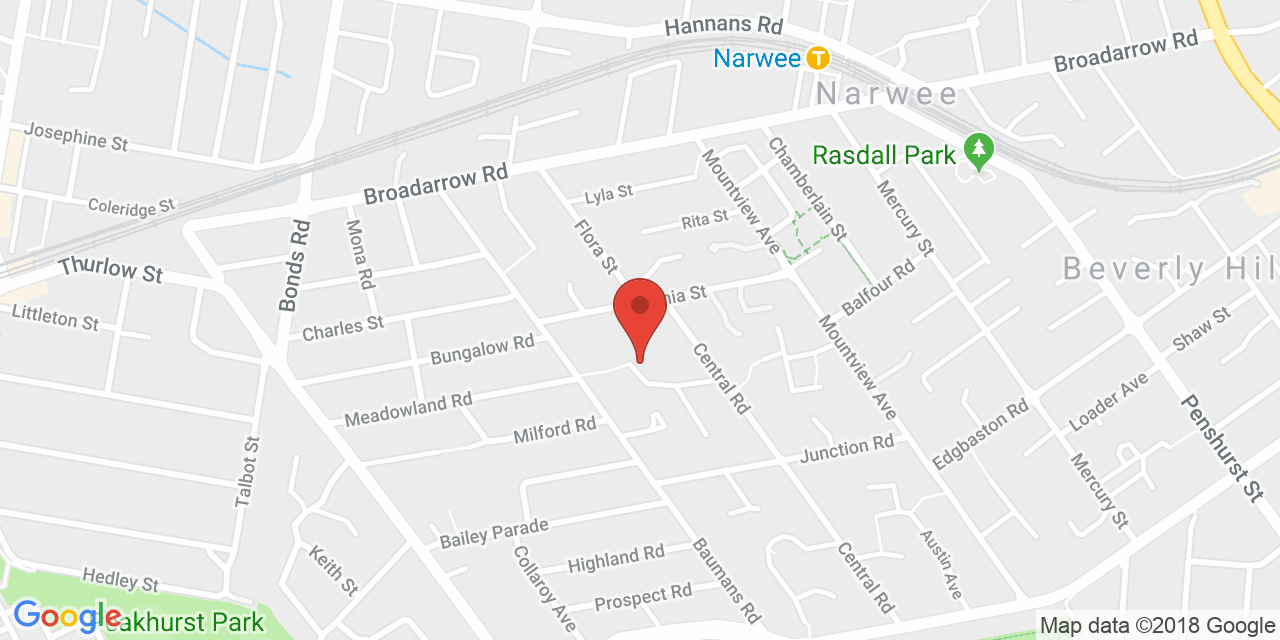 Hannans Rd
Narwee
T
Broadarrow Rd
Narwee
Josephine St
Rasdall Park
Chamberlain St
Mountview Ave
Broadarrow Rd
Lyla St
Mercury St
Coleridge St
Rita St
Flora St
Mona Rd
Bonds Rd
Thurlow St
Beverly Hil
Balfour Rd
nia St
Littleton St
Charles St
Shaw St
Mountview Ave
Bungalow Rd
Central Rd
Loader Ave
Meadowland Rd
Penshurst St
Milford Rd
Edgbaston Rd
Junction Rd
Talbot St
Mercury St
Bailey Parade
Highland Rd
Baumans Rd
Central Rd
Austin Ave
Keith St
Collaroy Ave
Hedley St
Prospect Rd
Google
eakhurst Park
Map data ©2018 Google